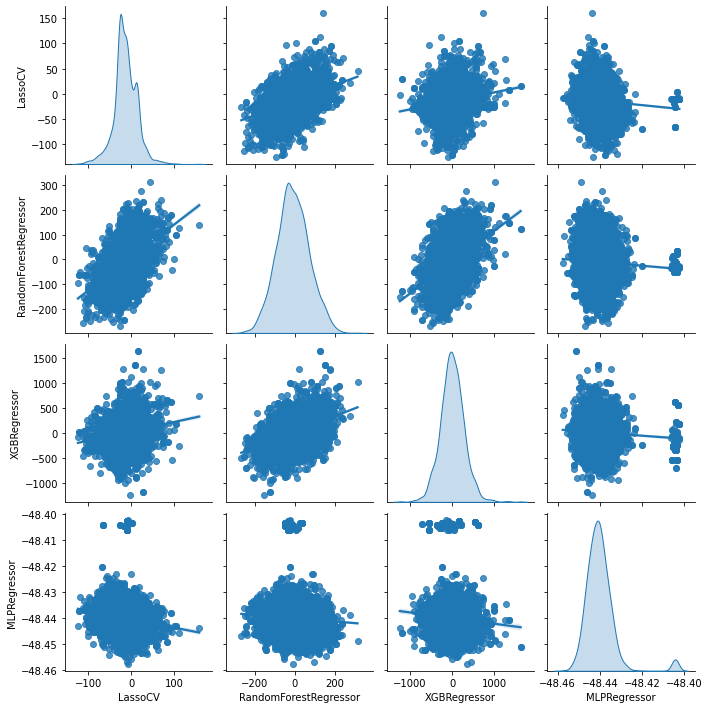 150
100
50
0
−50
−100
LassoCV
300
200
100
0
−100
−200
RandomForestRegressor
1500
1000
500
0
−500
−1000
XGBRegressor
−48.40
−48.41
−48.42
−48.43
−48.44
−48.45
−48.46
MLPRegressor
−100 0 100
LassoCV
−200 0 200
RandomForestRegressor
−1000 0 1000
XGBRegressor
−48.46 −48.44 −48.42 −48.40
MLPRegressor